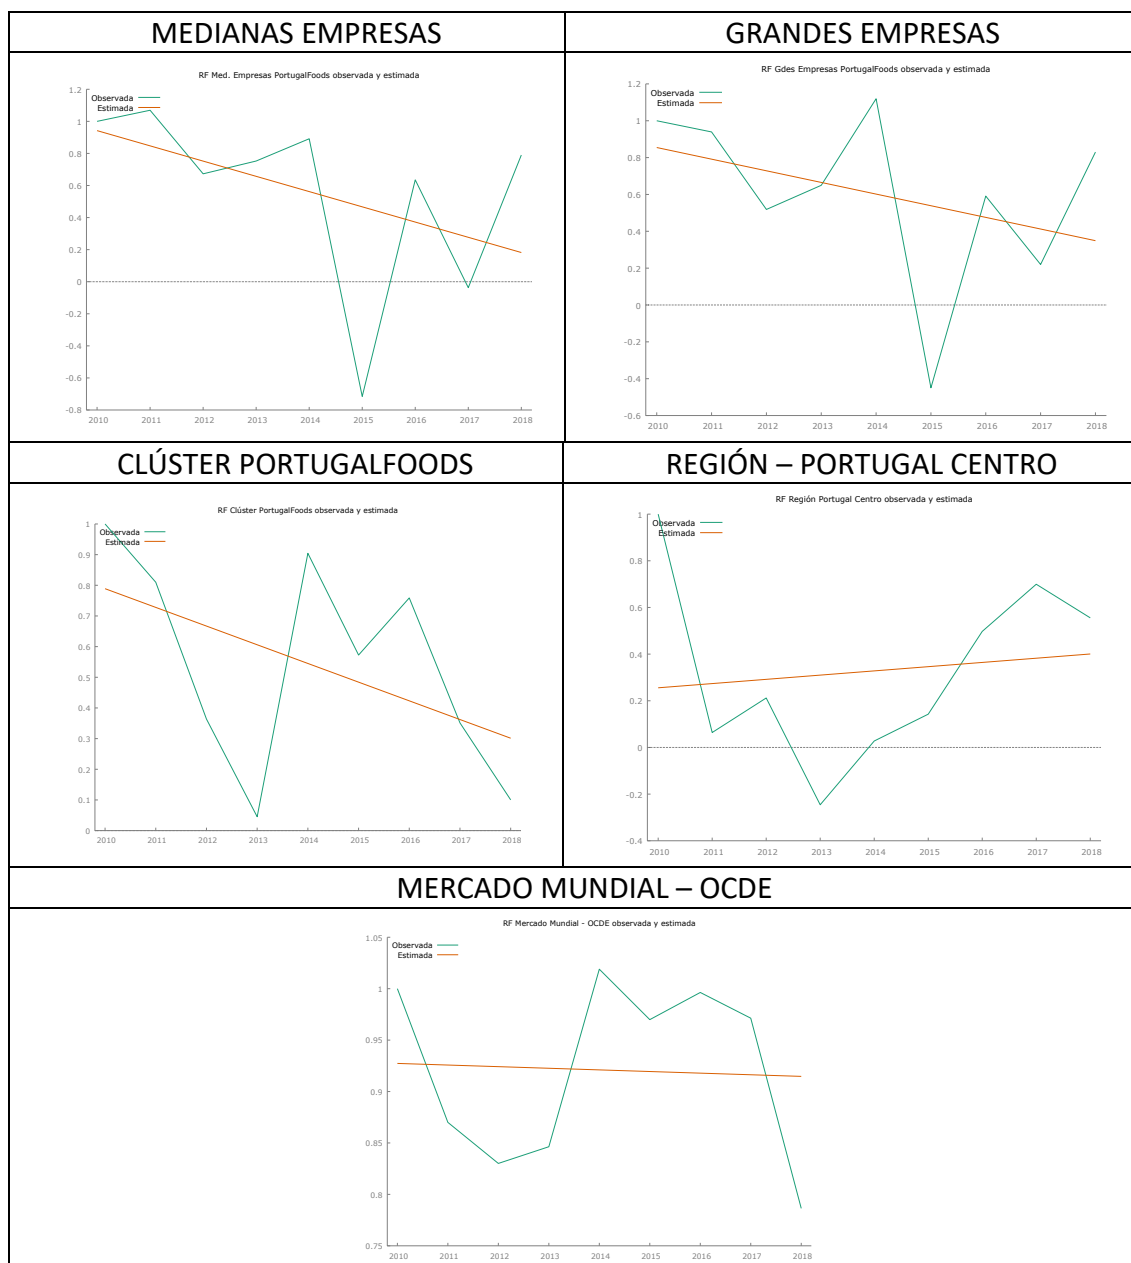 MEDIANAS EMPRESAS
GRANDES EMPRESAS
RF Med. Empresas PortugalFoods observada y estimada
1.2
1
0.8
0.6
0.4
0.2
0
-0.2
-0.4
-0.6
-0.8
Observada
Estimada
2010 2011 2012 2013 2014 2015 2016 2017 2018
RF Gdes Empresas PortugalFoods observada y estimada
1.2
1
0.8
0.6
0.4
0.2
0
-0.2
-0.4
-0.6
Observada
Estimada
2010 2011 2012 2013 2014 2015 2016 2017 2018
CLÚSTER PORTUGALFOODS
REGIÓN – PORTUGAL CENTRO
RF Clúster PortugalFoods observada y estimada
1
0.9
0.8
0.7
0.6
0.5
0.4
0.3
0.2
0.1
0
Observada
Estimada
2010 2011 2012 2013 2014 2015 2016 2017 2018
RF Región Portugal Centro observada y estimada
1
0.8
0.6
0.4
0.2
0
-0.2
-0.4
Observada
Estimada
2010 2011 2012 2013 2014 2015 2016 2017 2018
MERCADO MUNDIAL – OCDE
RF Mercado Mundial - OCDE observada y estimada
1.05
1
0.95
0.9
0.85
0.8
0.75
Observada
Estimada
2010 2011 2012 2013 2014 2015 2016 2017 2018